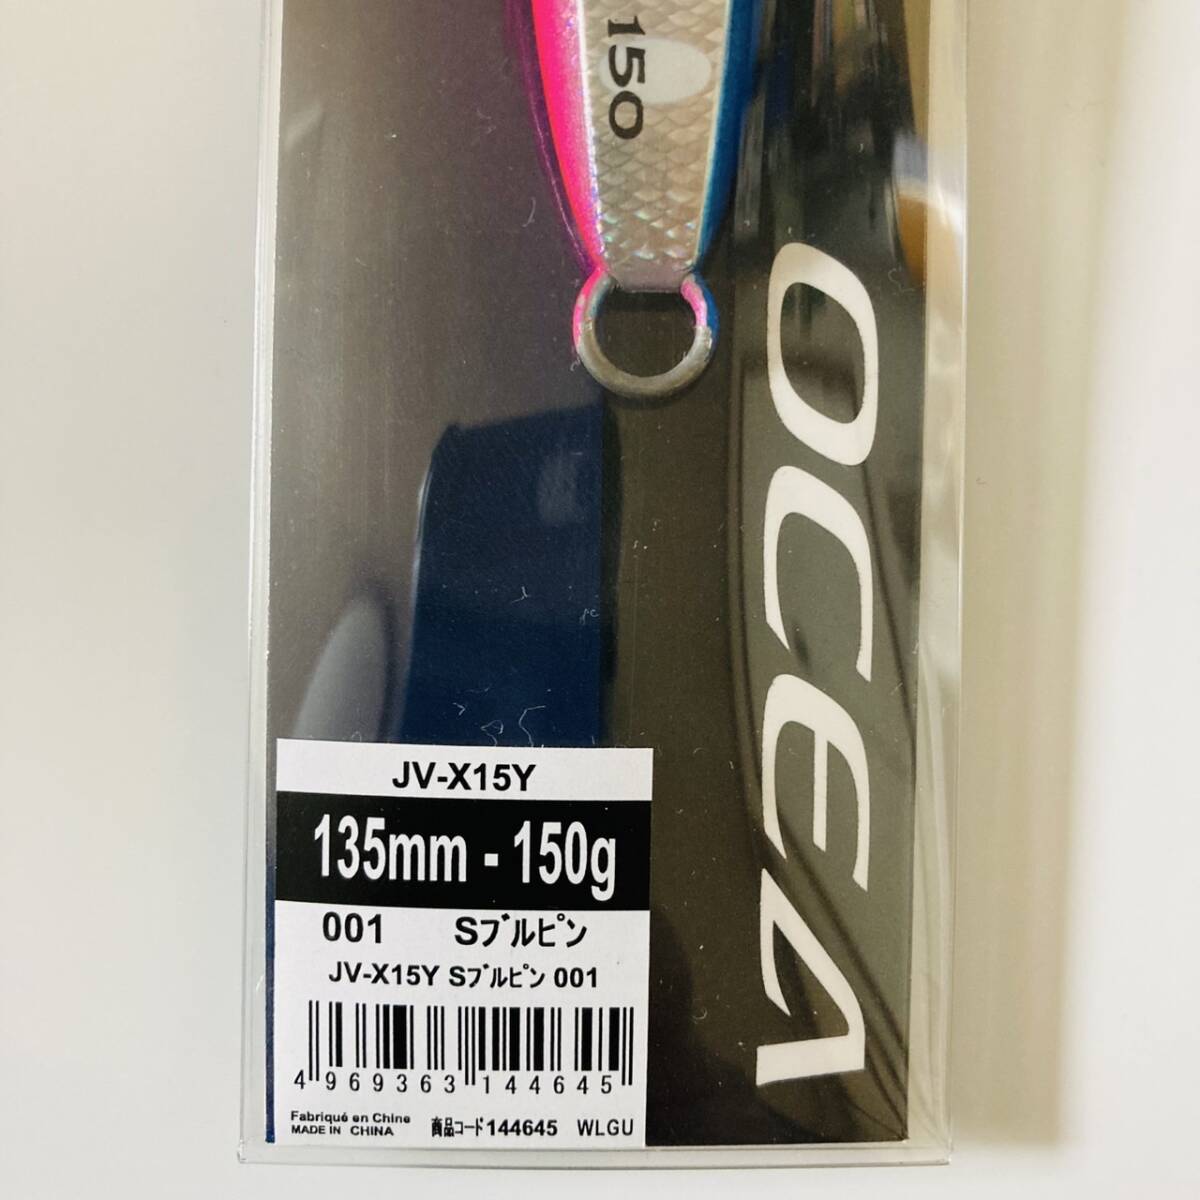 150
OCEA
JV-X15Y
135mm - 150g
001 Sブルピン
JV-X15Y Sブルピン 001
4 969363 144645
Fabriqué en Chine
MADE IN CHINA 商品コード144645 WLGU